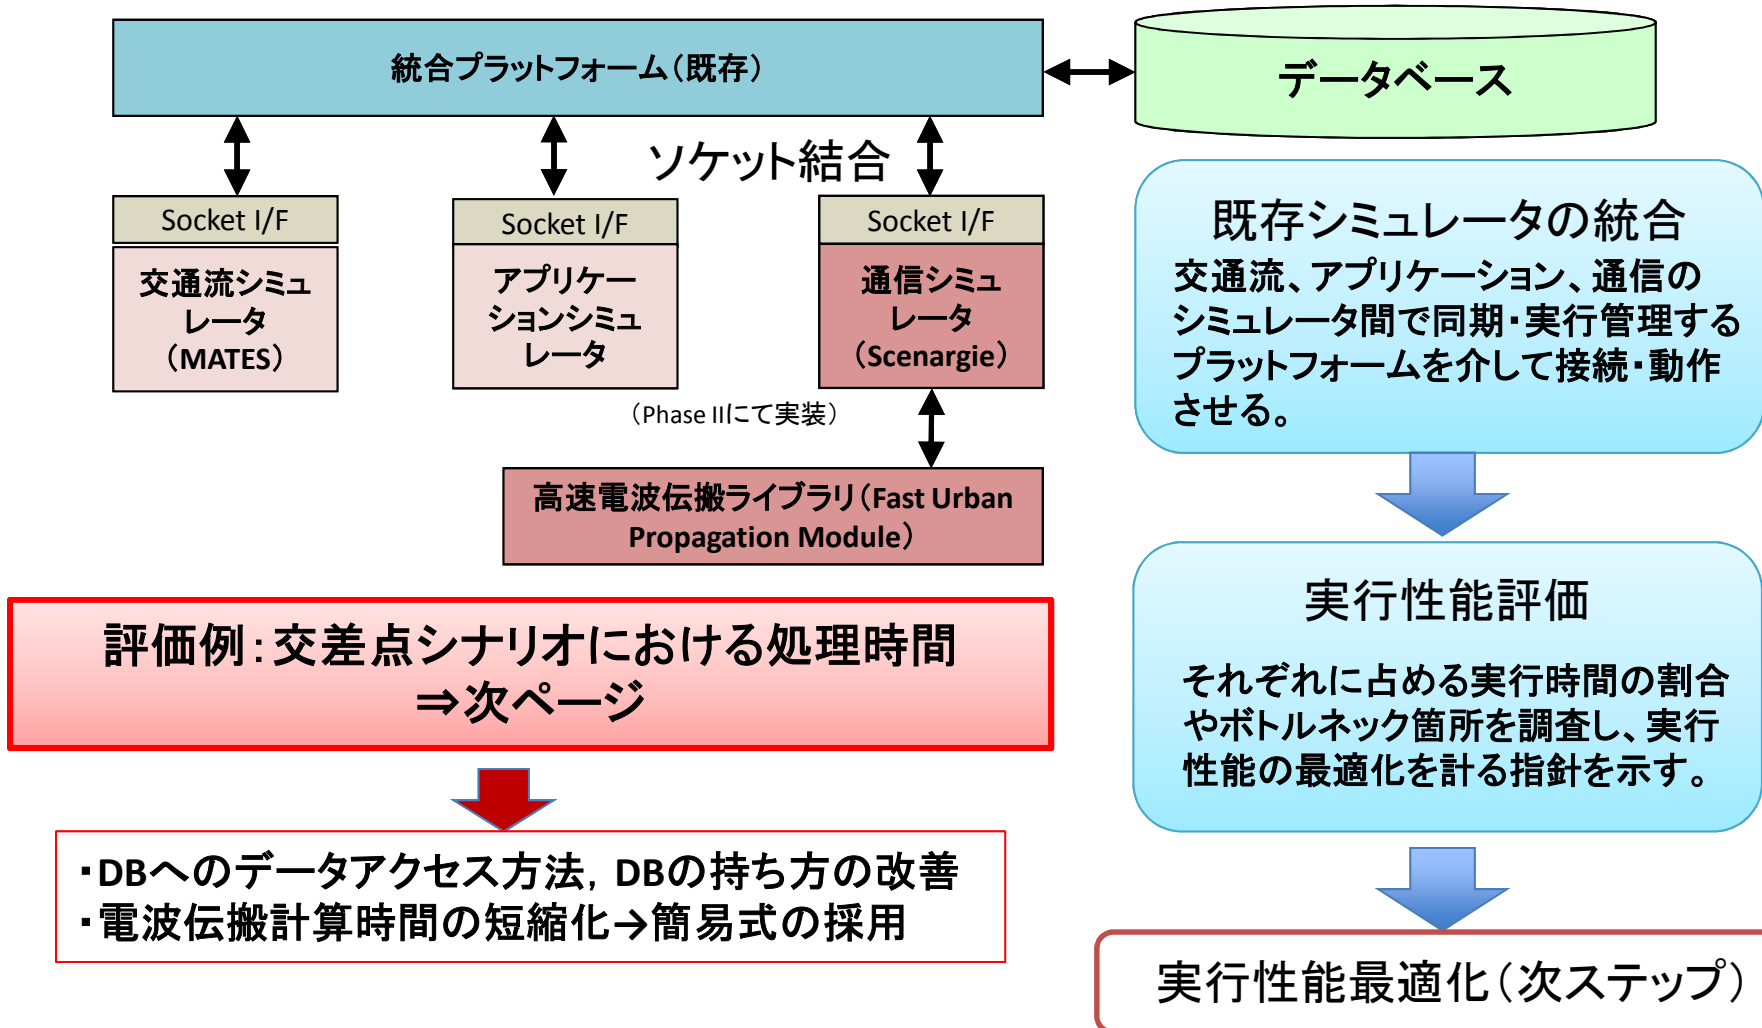 統合プラットフォーム（既存）
データベース
ソケット結合
Socket I/F
交通流シミュ
レータ
（MATES）
Socket I/F
アプリケー
ションシミュ
レータ
Socket I/F
通信シミュ
レータ
（Scenargie）
（Phase IIにて実装）
高速電波伝搬ライブラリ（Fast Urban
Propagation Module）
評価例：交差点シナリオにおける処理時間
⇒次ページ
・DBへのデータアクセス方法，DBの持ち方の改善
・電波伝搬計算時間の短縮化→簡易式の採用
既存シミュレータの統合
交通流、アプリケーション、通信の
シミュレータ間で同期・実行管理する
プラットフォームを介して接続・動作
させる。
実行性能評価
それぞれに占める実行時間の割合
やボトルネック箇所を調査し、実行
性能の最適化を計る指針を示す。
実行性能最適化（次ステップ）